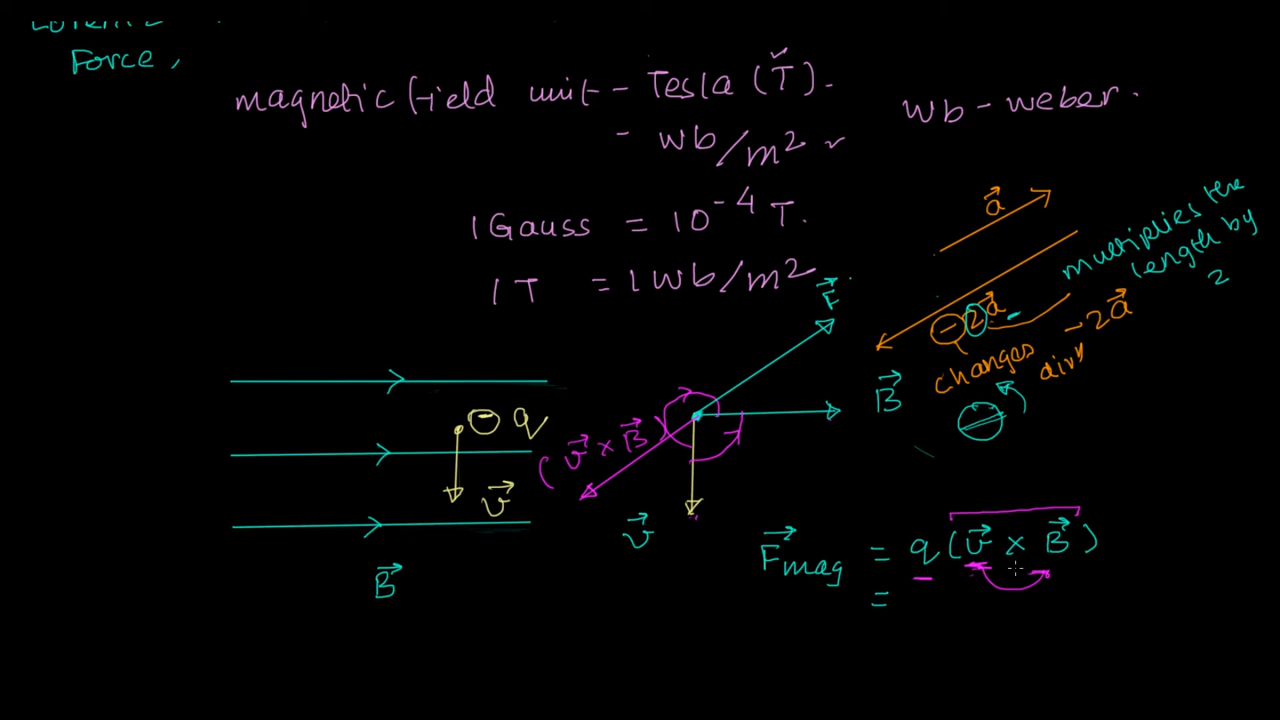 Force,
magnetic field unit - Tesla (T).
- wb/m²
wb - weber.
1 Gauss = 10⁻⁴ T.
1 T = 1 wb/m²
a⃗
multiplies the
length by
2
-2a⃗
-2a⃗
changes
dirⁿ
F⃗
B⃗
(v⃗ × B⃗)
v⃗
q
v⃗
B⃗
F⃗mag = q(v⃗ × B⃗)
=